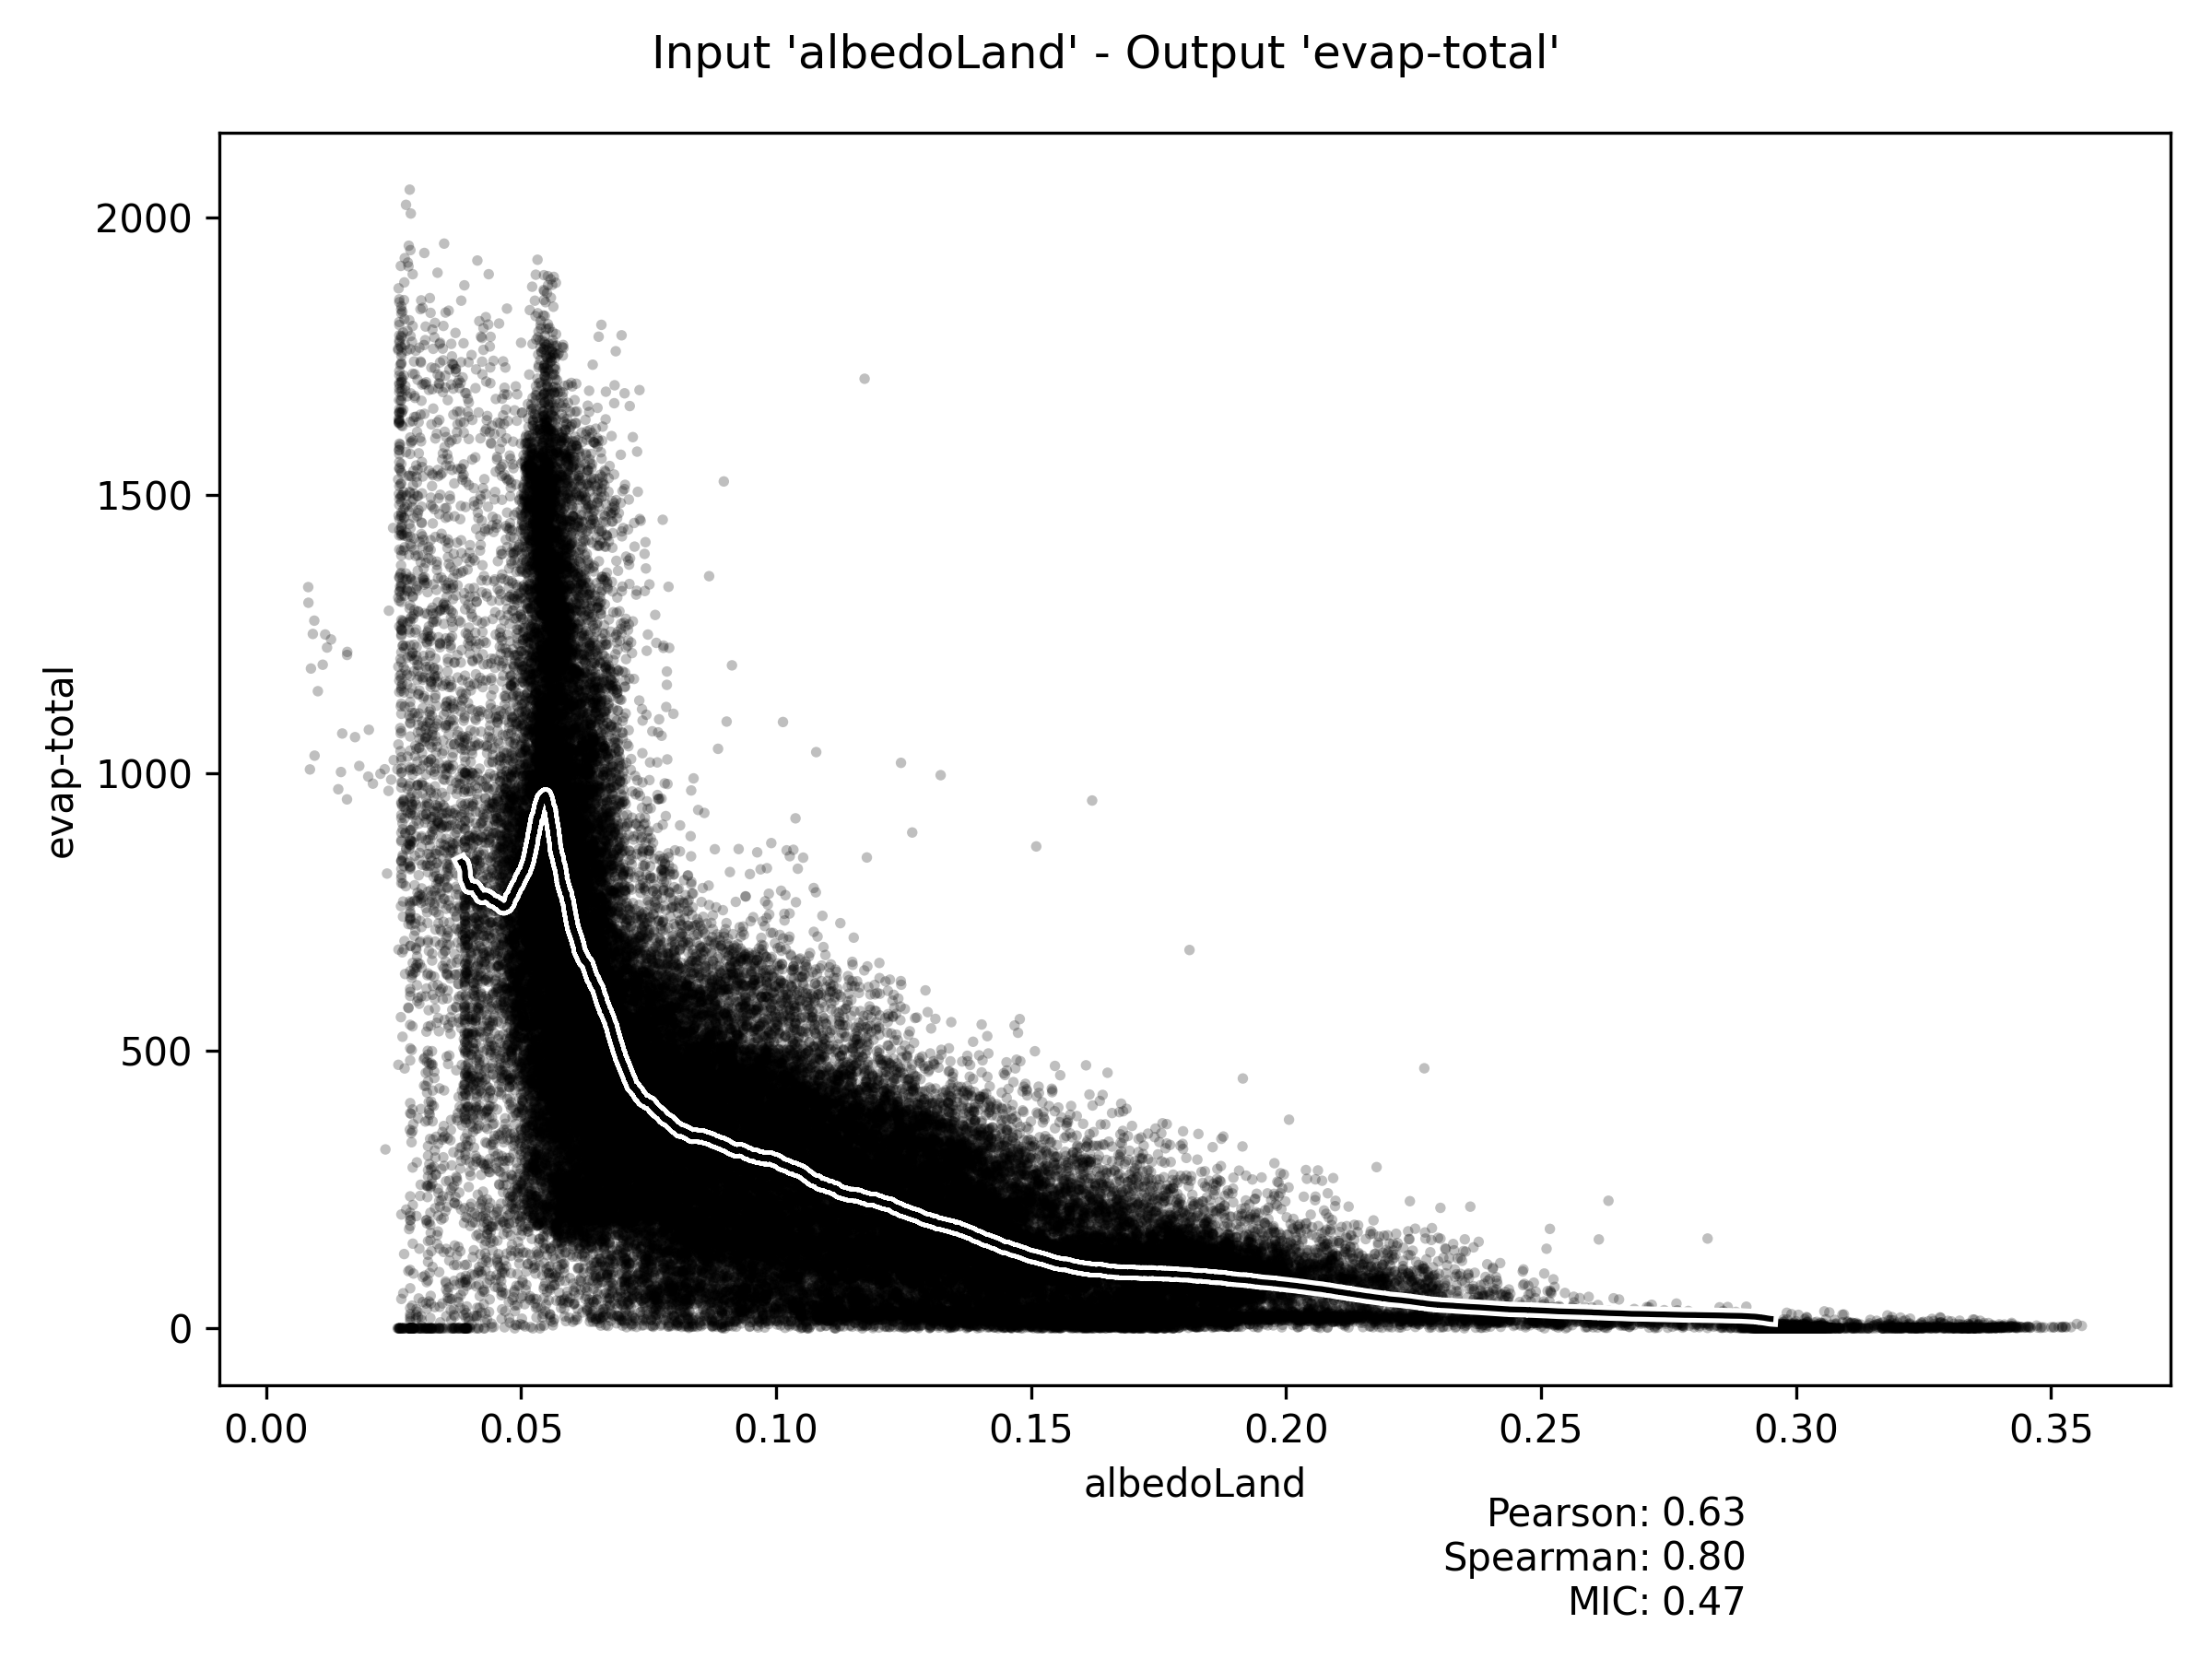 Input 'albedoLand' - Output 'evap-total'
2000
1500
1000
500
0
evap-total
0.00 0.05 0.10 0.15 0.20 0.25 0.30 0.35
albedoLand
Pearson: 0.63
Spearman: 0.80
MIC: 0.47